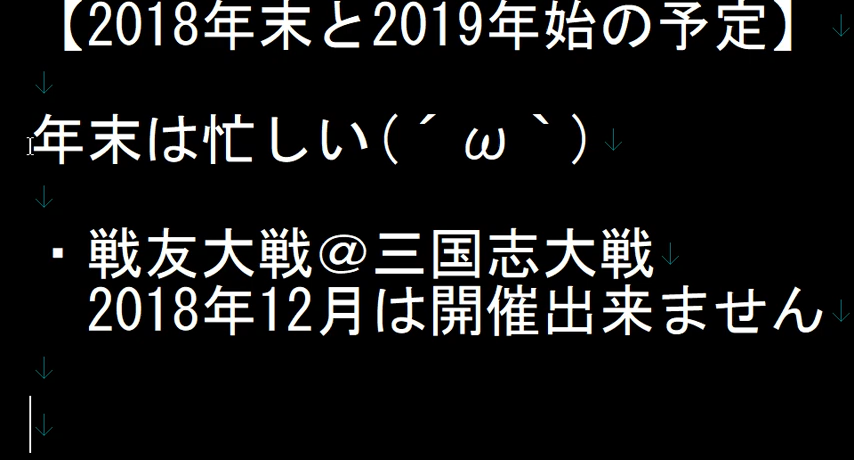 【2018年末と2019年始の予定】↓
↓
年末は忙しい(´ω｀)↓
↓
・戦友大戦＠三国志大戦↓
2018年12月は開催出来ません↓
↓
↓